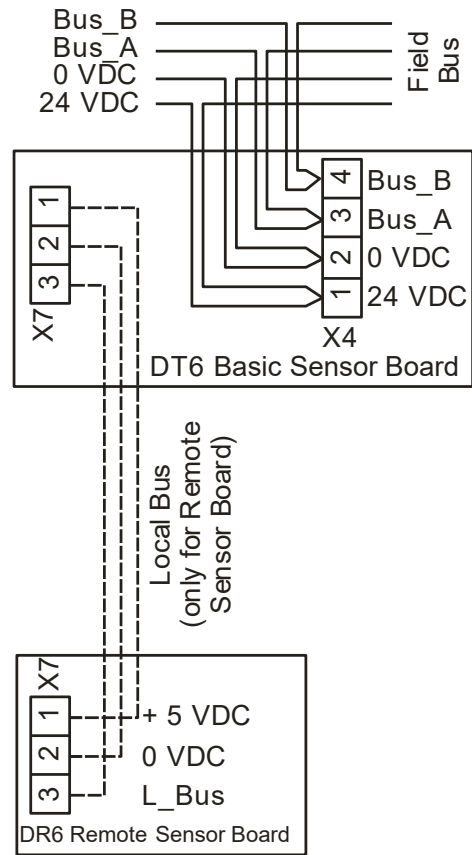 Bus_B
Bus_A
0 VDC
24 VDC
Field
Bus
1
2
3
X7
4
3
2
1
Bus_B
Bus_A
0 VDC
24 VDC
X4
DT6 Basic Sensor Board
Local Bus
(only for Remote
Sensor Board)
X7
1
2
3
+ 5 VDC
0 VDC
L_Bus
DR6 Remote Sensor Board